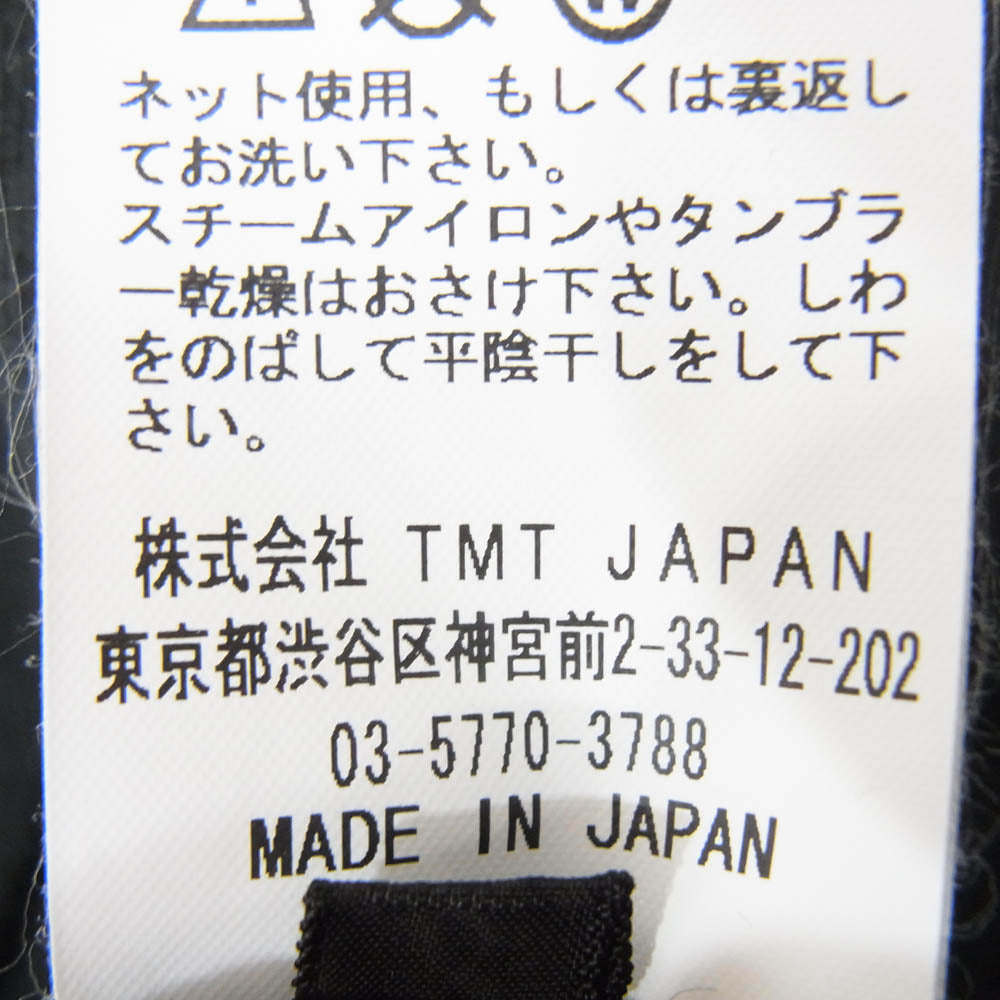 ネット使用、もしくは裏返し
てお洗い下さい。
スチームアイロンやタンブラ
ー乾燥はおさけ下さい。しわ
をのばして平陰干しをして下
さい。
株式会社 TMT JAPAN
東京都渋谷区神宮前2-33-12-202
03-5770-3788
MADE IN JAPAN